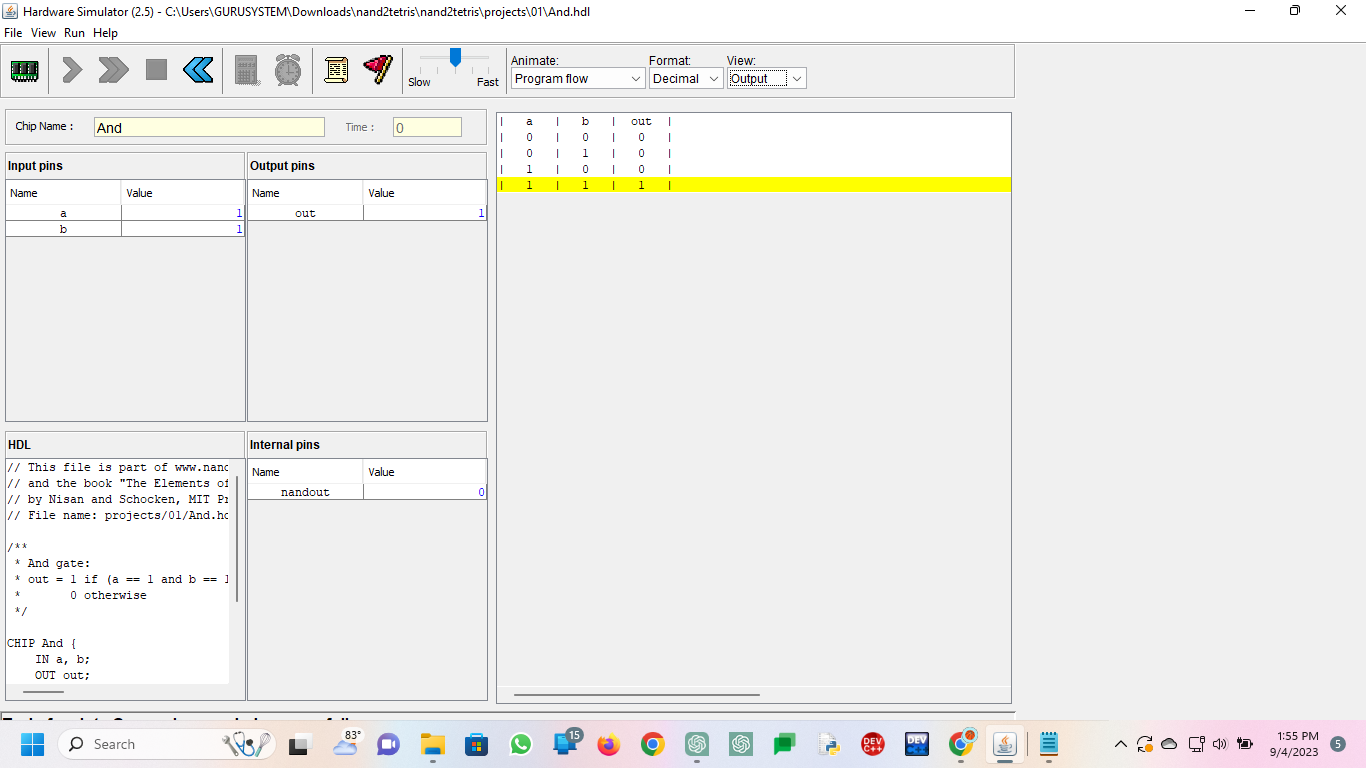 Hardware Simulator (2.5) - C:\Users\GURUSYSTEM\Downloads\nand2tetris\nand2tetris\projects\01\And.hdl
File View Run Help
Animate: Format: View:
Slow Fast Program flow Decimal Output
Chip Name : And Time : 0
Input pins Output pins
Name Value Name Value
a 1 out 1
b 1
| a | b | out |
| 0 | 0 | 0 |
| 0 | 1 | 0 |
| 1 | 0 | 0 |
| 1 | 1 | 1 |
HDL
// This file is part of www.nand
// and the book "The Elements of
// by Nisan and Schocken, MIT Pr
// File name: projects/01/And.hd
/**
* And gate:
* out = 1 if (a == 1 and b == 1
* 0 otherwise
*/
CHIP And {
IN a, b;
OUT out;
Internal pins
Name Value
nandout 0
Search
83°
15
DEV C++
DEV C++
1:55 PM
9/4/2023
5